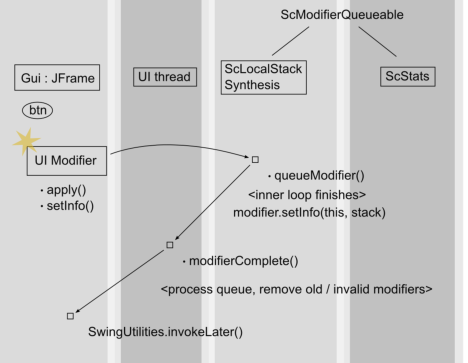 ScModifierQueueable
Gui : JFrame
UI thread
ScLocalStack
Synthesis
ScStats
btn
UI Modifier
· apply()
· setInfo()
· queueModifier()
<inner loop finishes>
modifier.setInfo(this, stack)
· modifierComplete()
<process queue, remove old / invalid modifiers>
SwingUtilities.invokeLater()